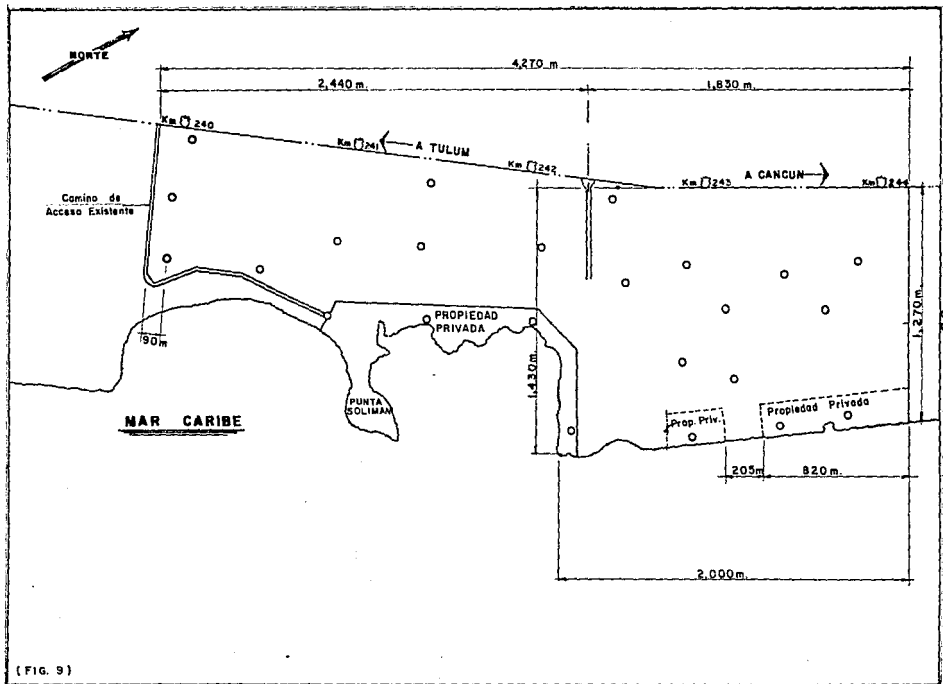 NORTE
4,270 m.
2,440 m.
1,830 m.
Km 240
Km 241
A TULUM
Km 242
Km 243
A CANCUN
Km 244
Camino de
Acceso Existente
90m
PROPIEDAD
PRIVADA
PUNTA
SOLIMAN
MAR CARIBE
1,430m.
1,270 m.
Prop. Priv.
Propiedad Privada
205m
820m.
2,000m.
(FIG. 9)